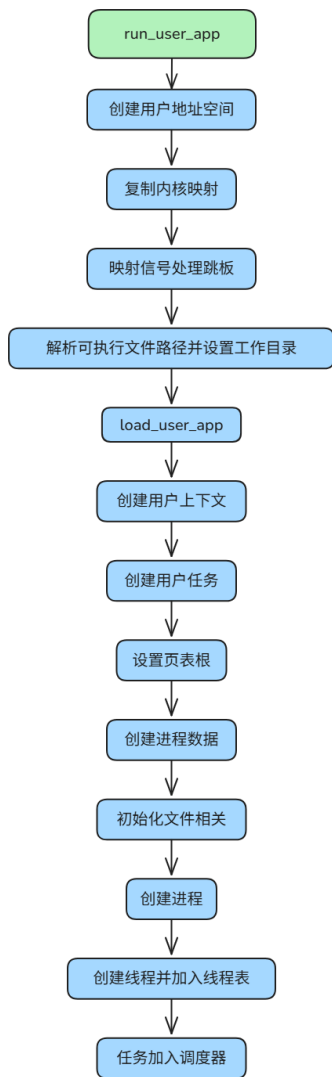 run_user_app
创建用户地址空间
复制内核映射
映射信号处理跳板
解析可执行文件路径并设置工作目录
load_user_app
创建用户上下文
创建用户任务
设置页表根
创建进程数据
初始化文件相关
创建进程
创建线程并加入线程表
任务加入调度器